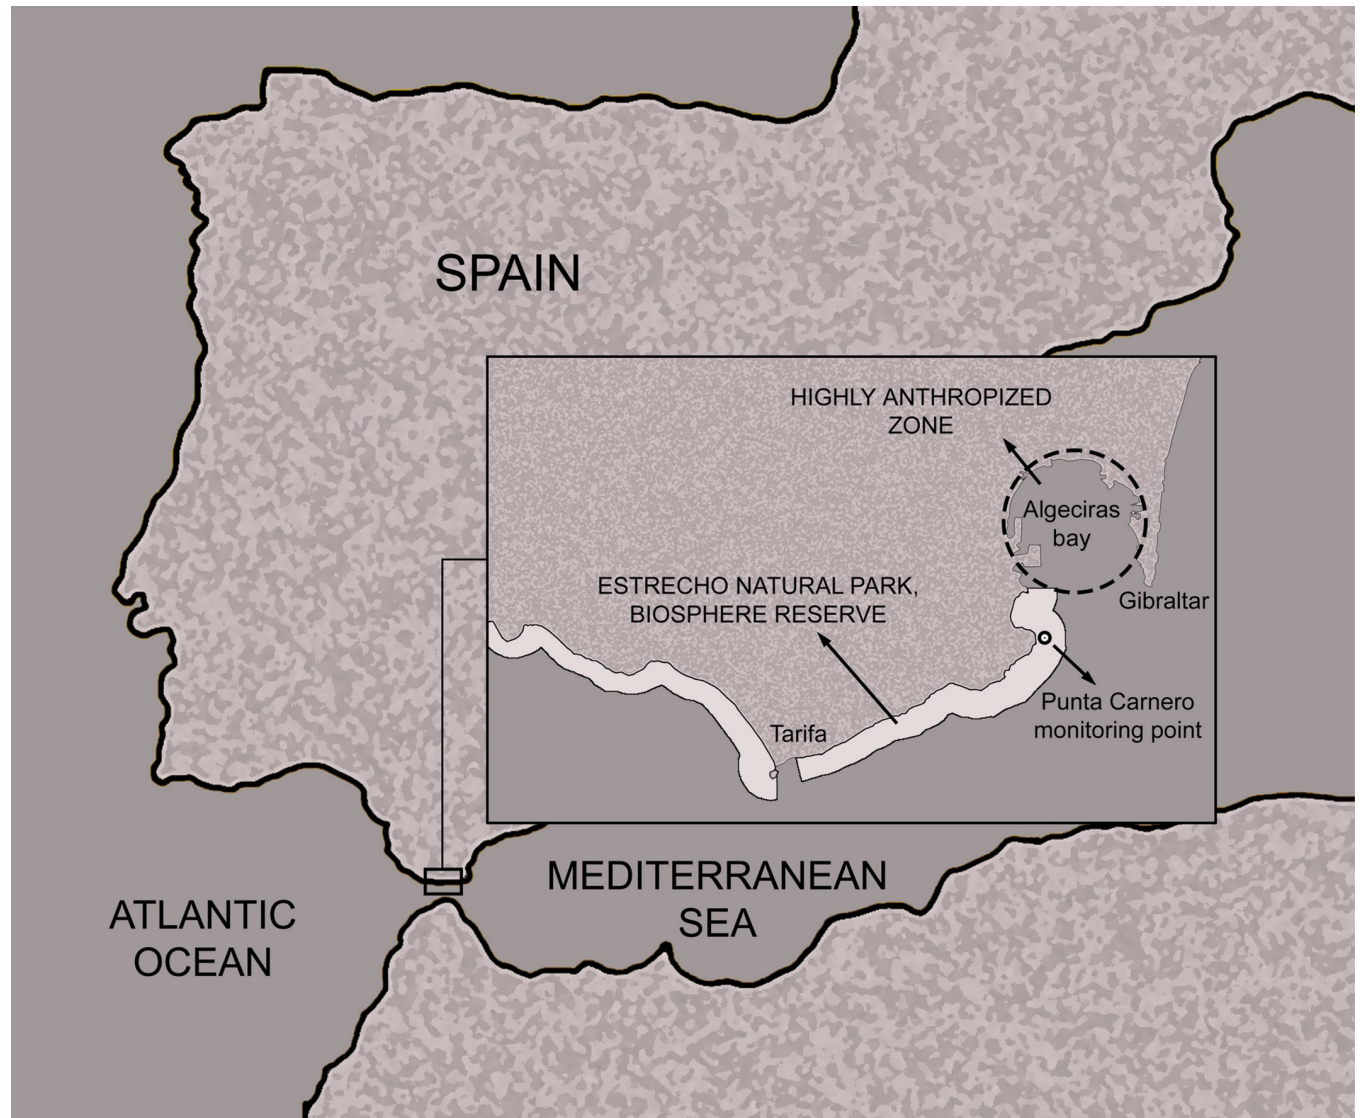 SPAIN
HIGHLY ANTHROPIZED
ZONE
Algeciras
bay
ESTRECHO NATURAL PARK,
BIOSPHERE RESERVE
Gibraltar
Punta Carnero
monitoring point
Tarifa
MEDITERRANEAN
SEA
ATLANTIC
OCEAN